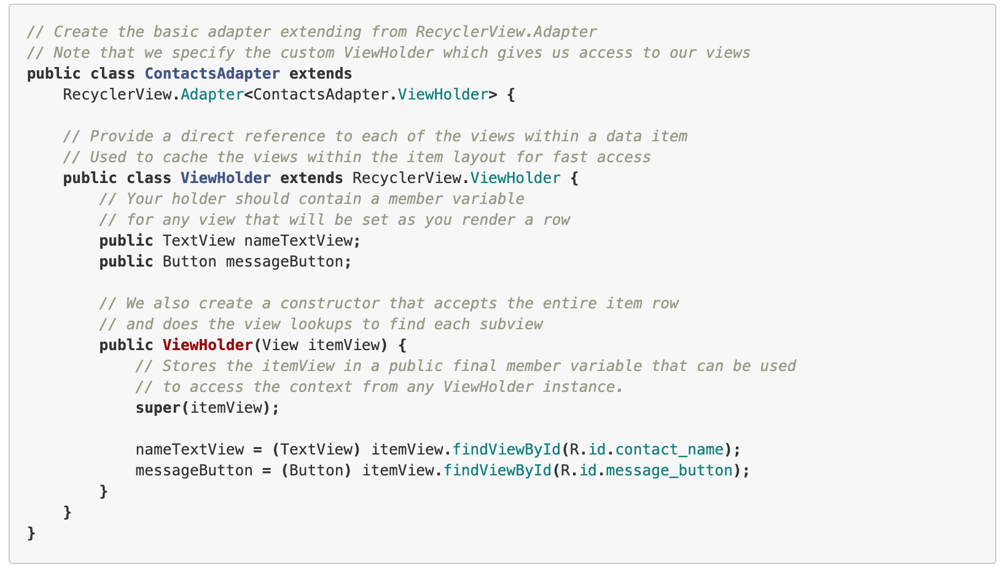 // Create the basic adapter extending from RecyclerView.Adapter
// Note that we specify the custom ViewHolder which gives us access to our views
public class ContactsAdapter extends
    RecyclerView.Adapter<ContactsAdapter.ViewHolder> {

    // Provide a direct reference to each of the views within a data item
    // Used to cache the views within the item layout for fast access
    public class ViewHolder extends RecyclerView.ViewHolder {
        // Your holder should contain a member variable
        // for any view that will be set as you render a row
        public TextView nameTextView;
        public Button messageButton;

        // We also create a constructor that accepts the entire item row
        // and does the view lookups to find each subview
        public ViewHolder(View itemView) {
            // Stores the itemView in a public final member variable that can be used
            // to access the context from any ViewHolder instance.
            super(itemView);

            nameTextView = (TextView) itemView.findViewById(R.id.contact_name);
            messageButton = (Button) itemView.findViewById(R.id.message_button);
        }
    }
}